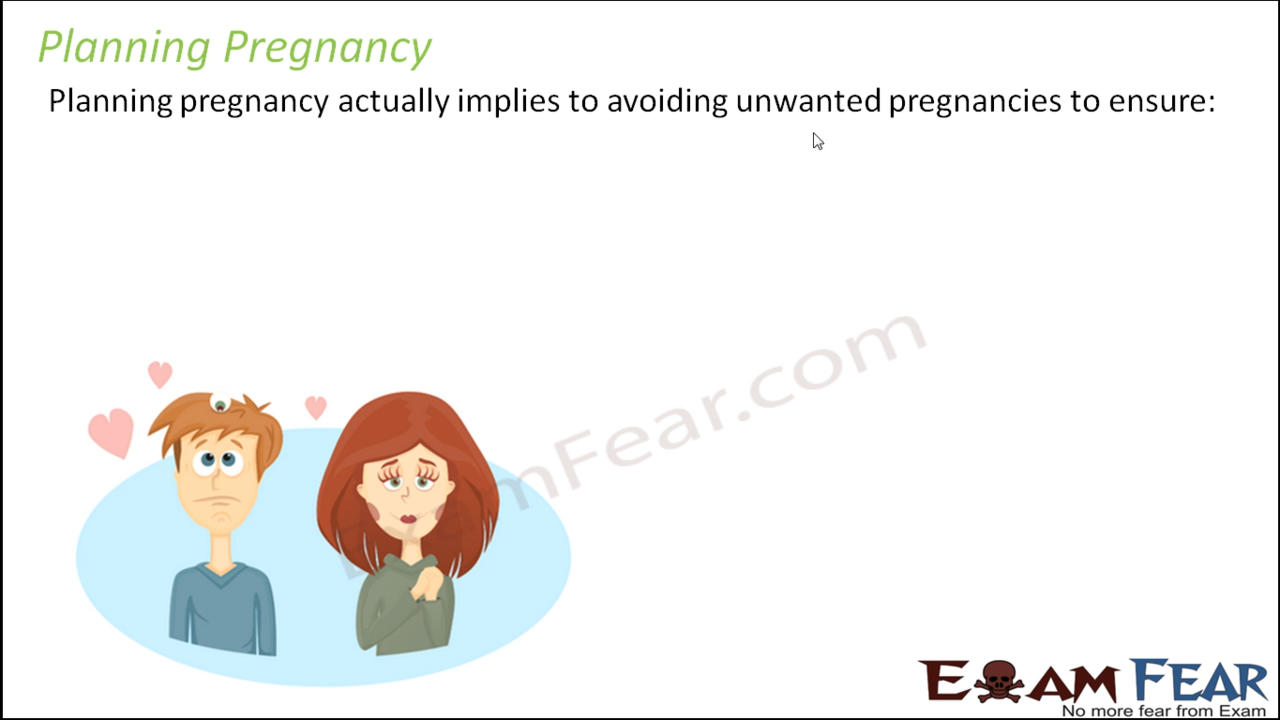 Planning Pregnancy
Planning pregnancy actually implies to avoiding unwanted pregnancies to ensure:
ExamFear.com
EXAM FEAR
No more fear from Exam